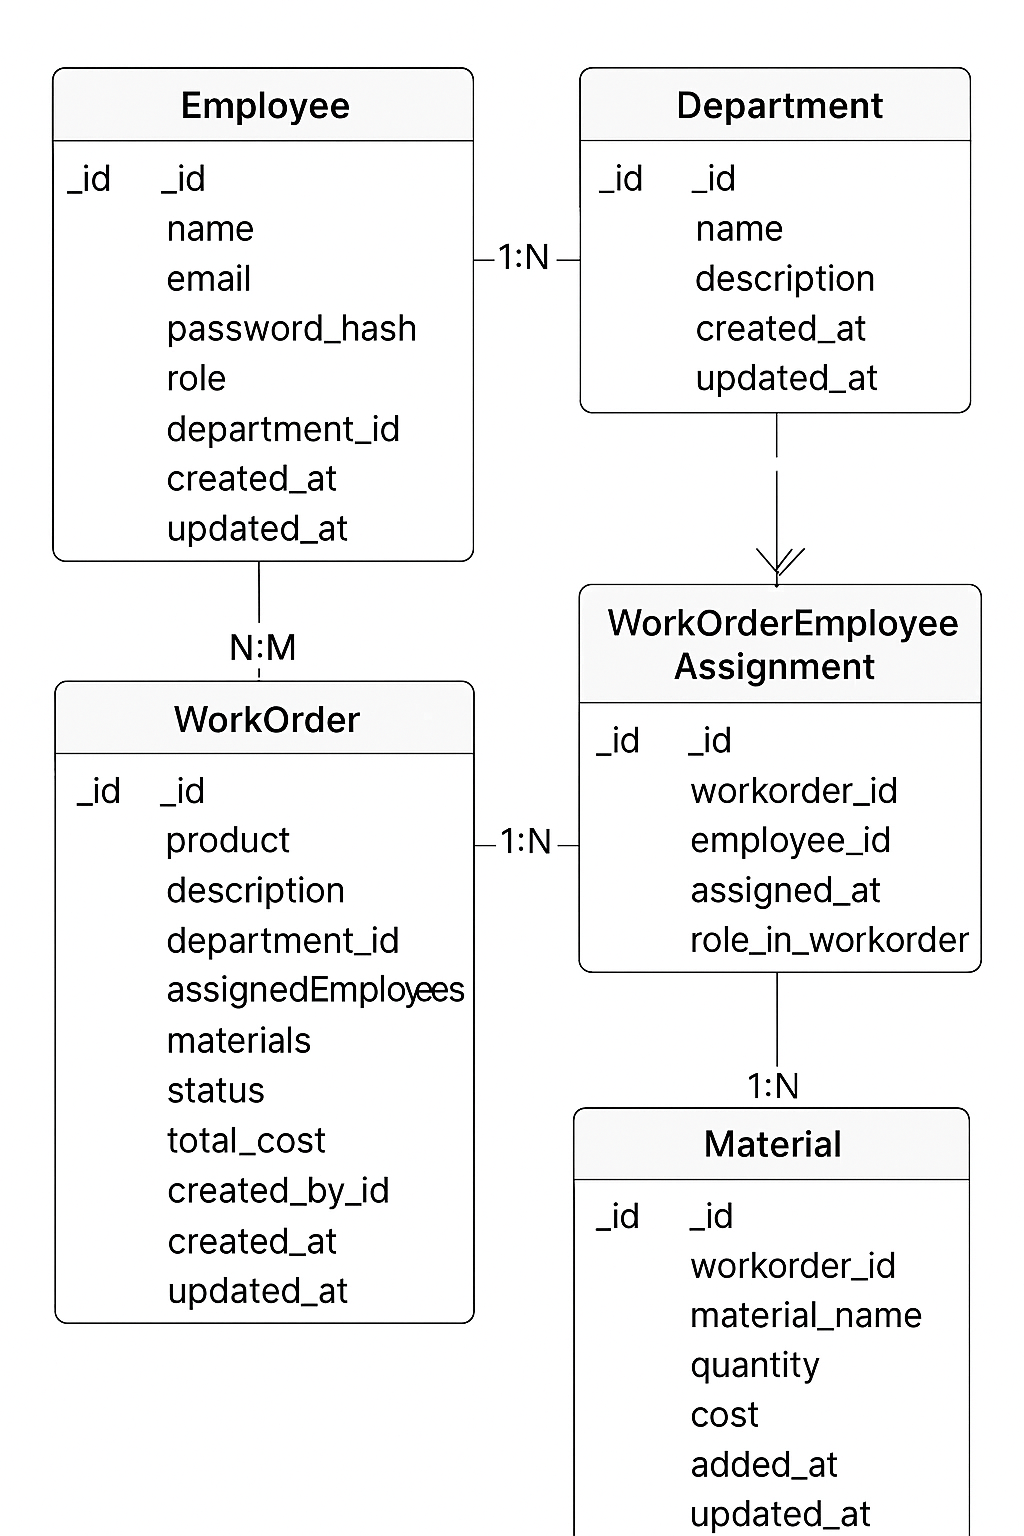 Employee
_id _id
name
email
password_hash
role
department_id
created_at
updated_at
1:N
Department
_id _id
name
description
created_at
updated_at
N:M
WorkOrder
_id _id
product
description
department_id
assignedEmployees
materials
status
total_cost
created_by_id
created_at
updated_at
1:N
WorkOrderEmployee
Assignment
_id _id
workorder_id
employee_id
assigned_at
role_in_workorder
1:N
Material
_id _id
workorder_id
material_name
quantity
cost
added_at
updated_at